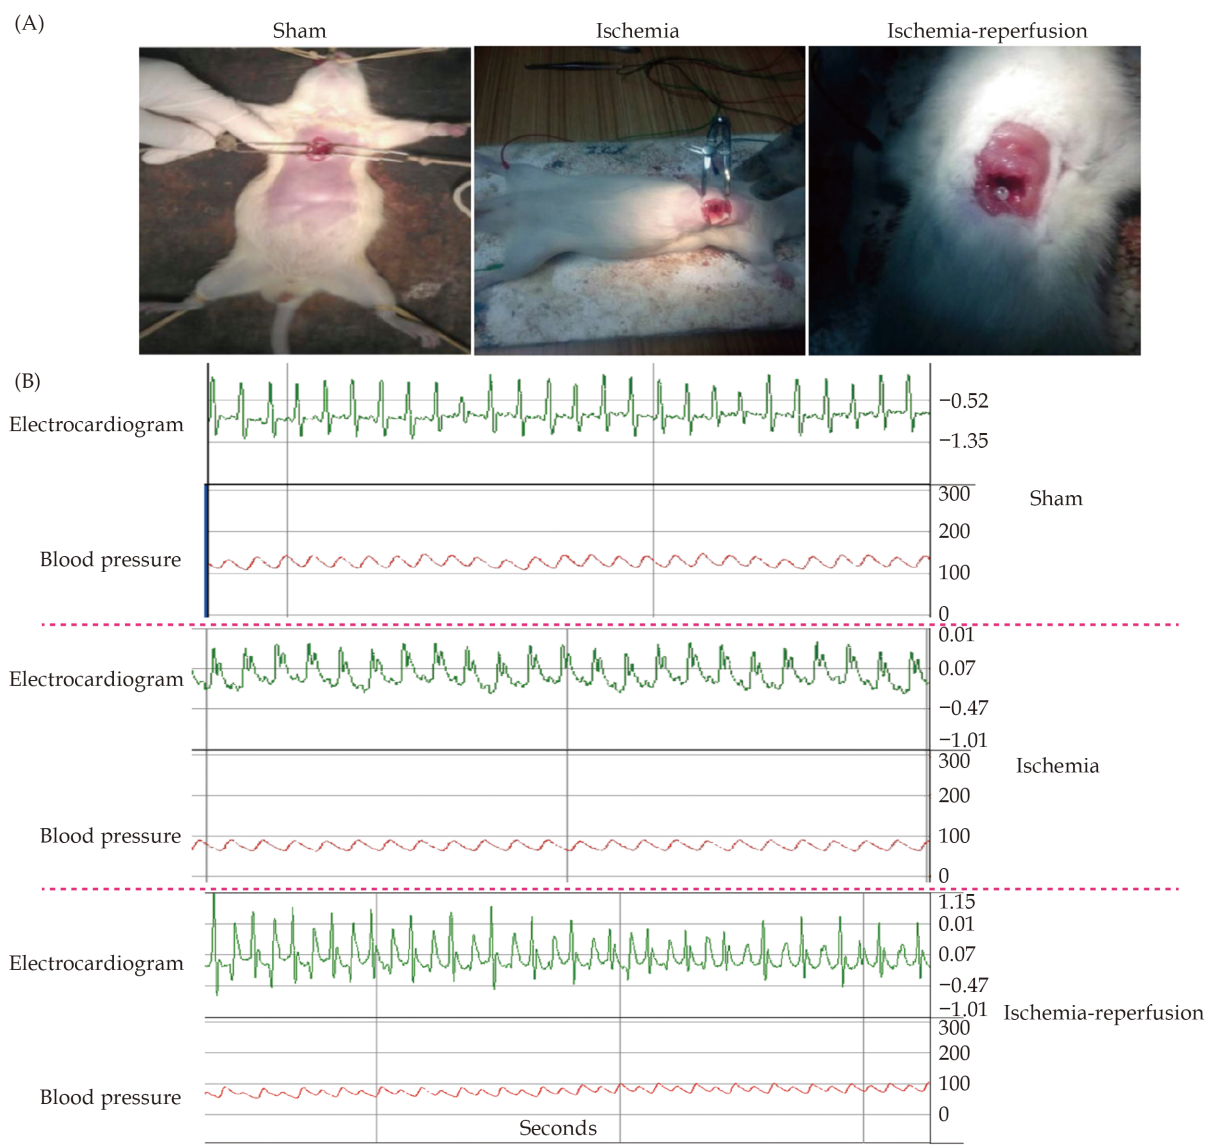 (A)
Sham Ischemia Ischemia-reperfusion
(B)
Electrocardiogram
−0.52
−1.35
Sham
Blood pressure
300
200
100
0
Electrocardiogram
0.01
0.07
−0.47
−1.01
Ischemia
Blood pressure
300
200
100
0
Electrocardiogram
1.15
0.01
0.07
−0.47
−1.01
Ischemia-reperfusion
Blood pressure
300
200
100
0
Seconds